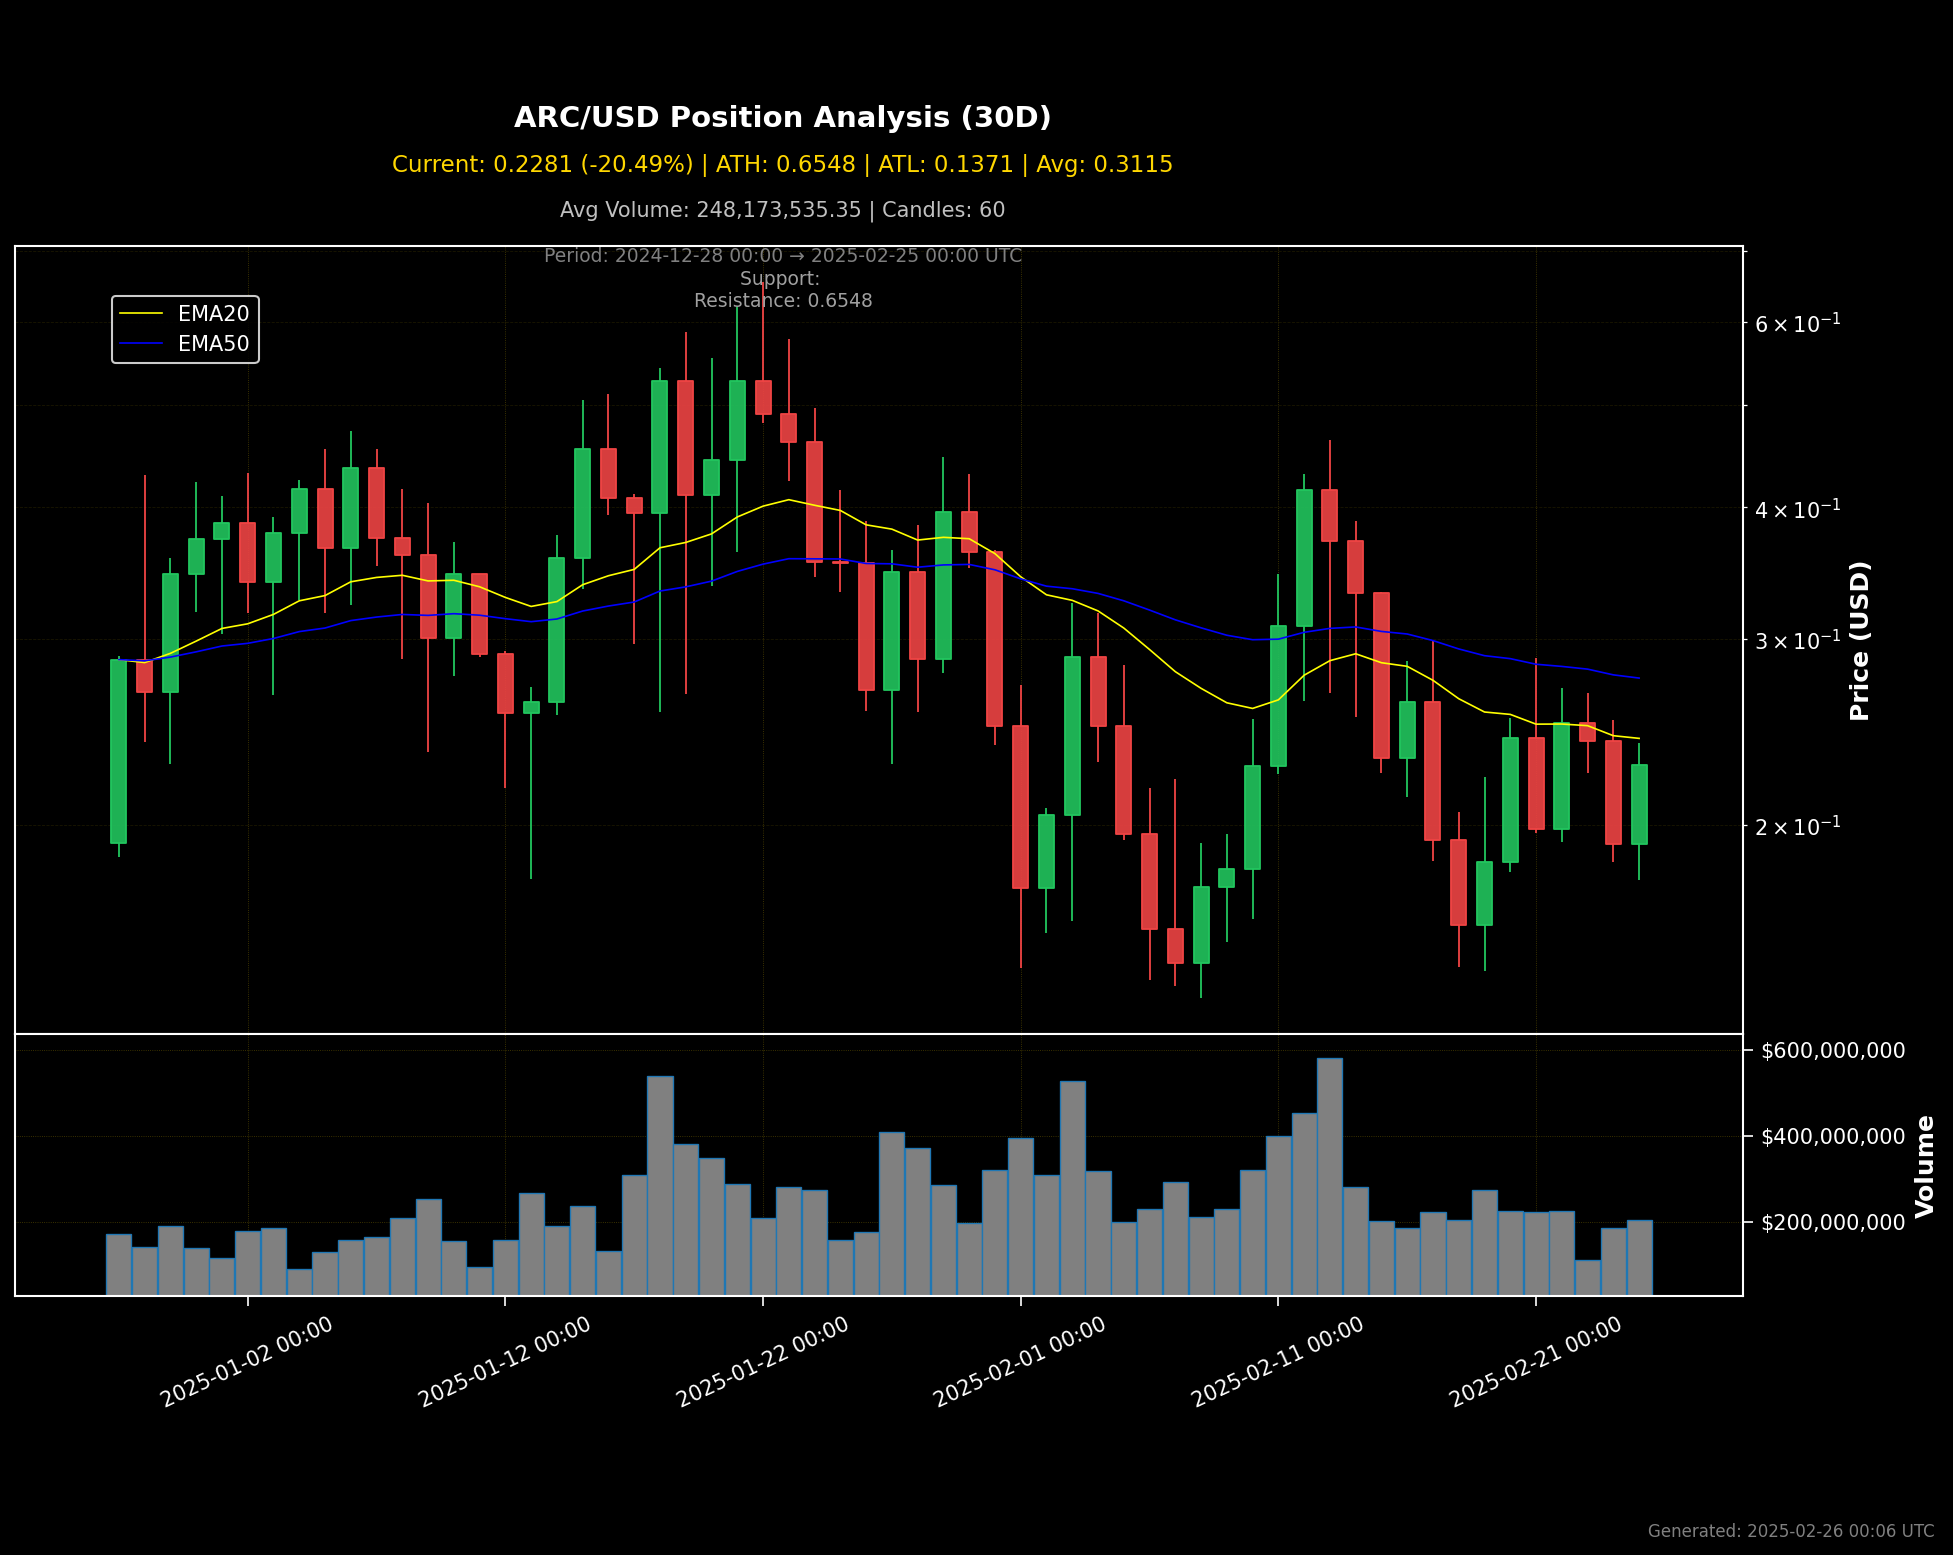 ARC/USD Position Analysis (30D)
Current: 0.2281 (-20.49%) | ATH: 0.6548 | ATL: 0.1371 | Avg: 0.3115
Avg Volume: 248,173,535.35 | Candles: 60
Period: 2024-12-28 00:00 → 2025-02-25 00:00 UTC
Support:
Resistance: 0.6548
EMA20
EMA50
6 × 10⁻¹
4 × 10⁻¹
3 × 10⁻¹
2 × 10⁻¹
Price (USD)
$600,000,000
$400,000,000
$200,000,000
Volume
2025-01-02 00:00
2025-01-12 00:00
2025-01-22 00:00
2025-02-01 00:00
2025-02-11 00:00
2025-02-21 00:00
Generated: 2025-02-26 00:06 UTC